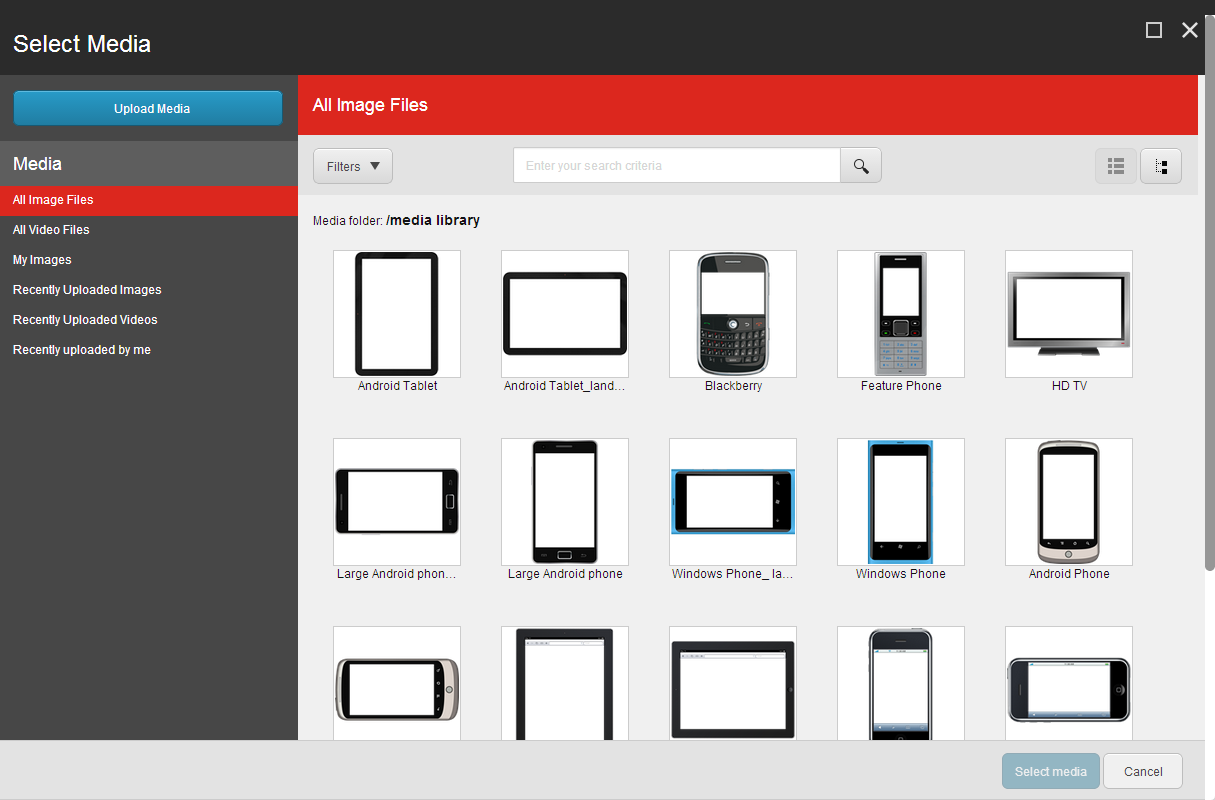 Select Media
Upload Media
All Image Files
Media
Filters
Enter your search criteria
All Image Files
All Video Files
My Images
Recently Uploaded Images
Recently Uploaded Videos
Recently uploaded by me
Media folder: /media library
Android Tablet
Android Tablet_land...
Blackberry
Feature Phone
HD TV
Large Android phon...
Large Android phone
Windows Phone_ la...
Windows Phone
Android Phone
Select media
Cancel